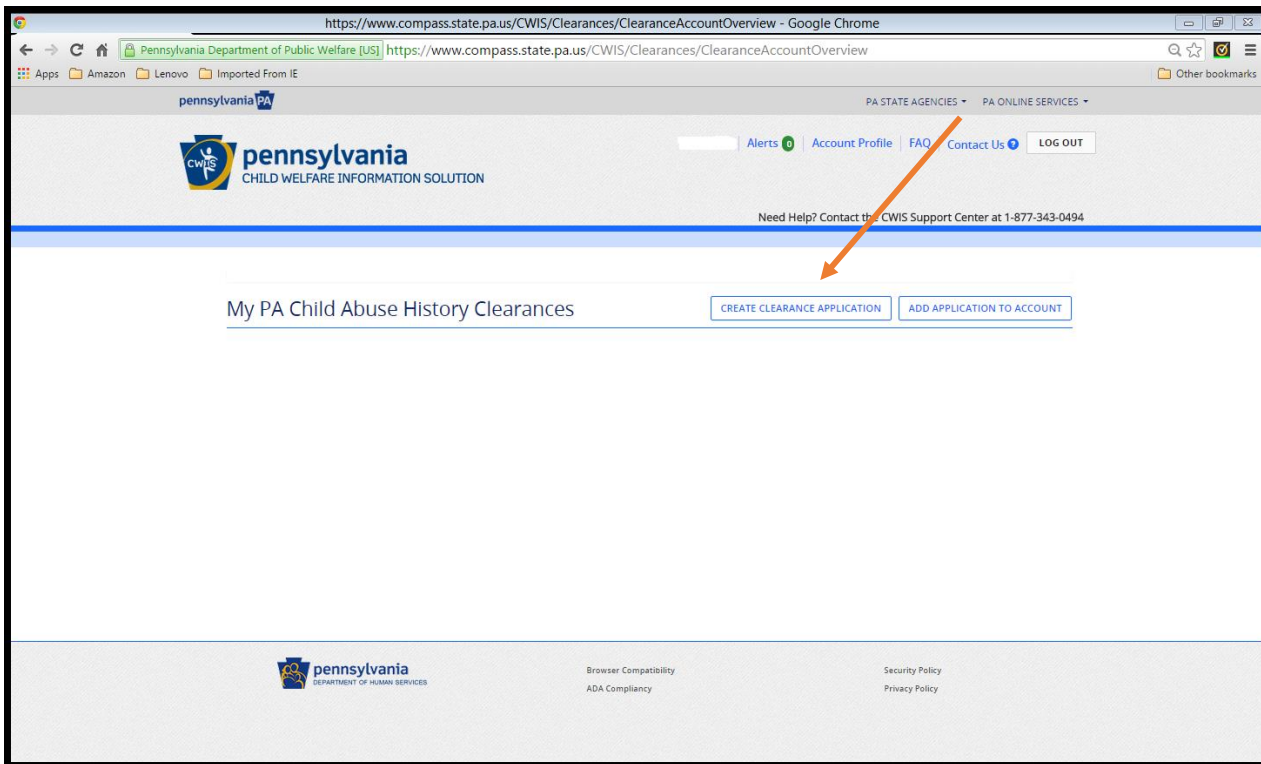 https://www.compass.state.pa.us/CWIS/Clearances/ClearanceAccountOverview - Google Chrome
Pennsylvania Department of Public Welfare [US] https://www.compass.state.pa.us/CWIS/Clearances/ClearanceAccountOverview
Apps Amazon Lenovo Imported From IE Other bookmarks
pennsylvania PA PA STATE AGENCIES PA ONLINE SERVICES
Alerts 0 Account Profile FAQ Contact Us ? LOG OUT
CWIS pennsylvania
CHILD WELFARE INFORMATION SOLUTION
Need Help? Contact the CWIS Support Center at 1-877-343-0494
My PA Child Abuse History Clearances CREATE CLEARANCE APPLICATION ADD APPLICATION TO ACCOUNT
pennsylvania Browser Compatibility Security Policy
DEPARTMENT OF HUMAN SERVICES ADA Compliancy Privacy Policy